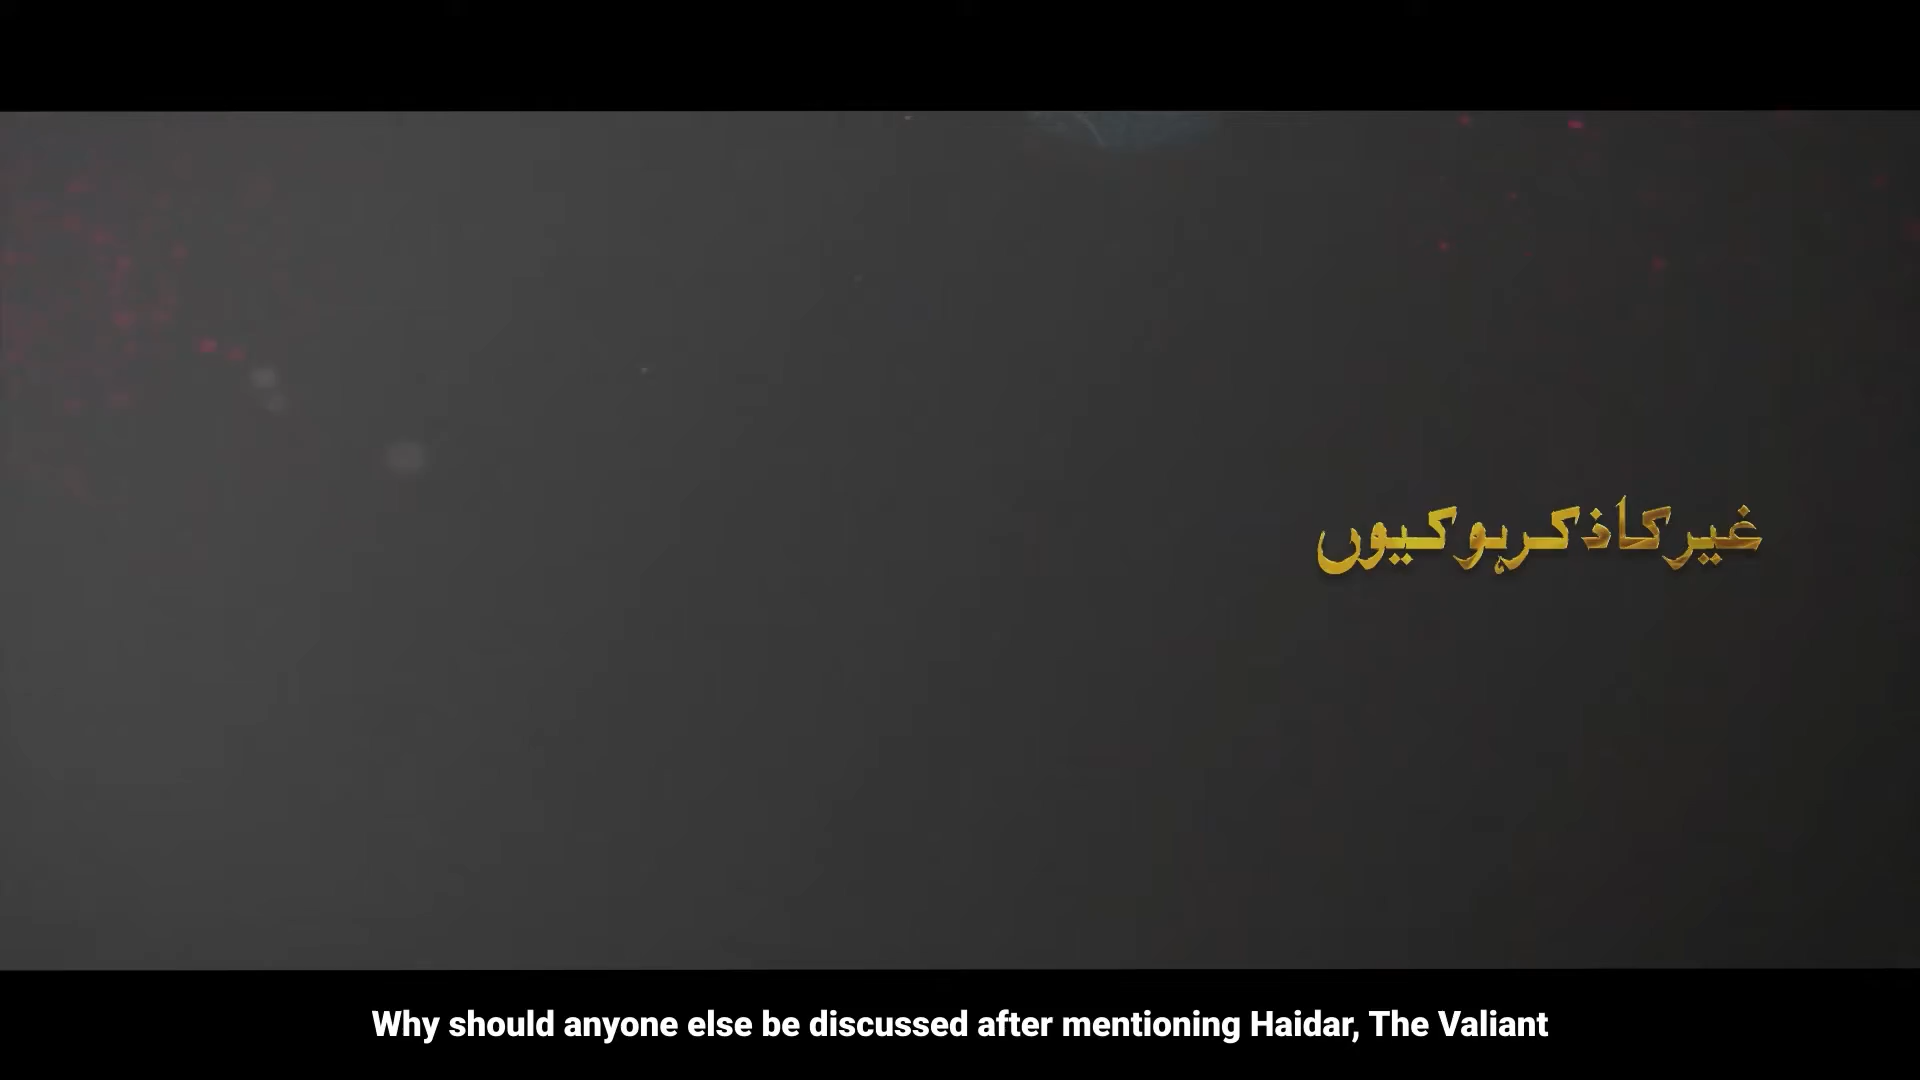 غیر کا ذکر ہو کیوں
Why should anyone else be discussed after mentioning Haidar, The Valiant